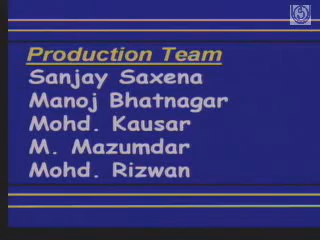 Production Team
Sanjay Saxena
Manoj Bhatnagar
Mohd. Kausar
M. Mazumdar
Mohd. Rizwan